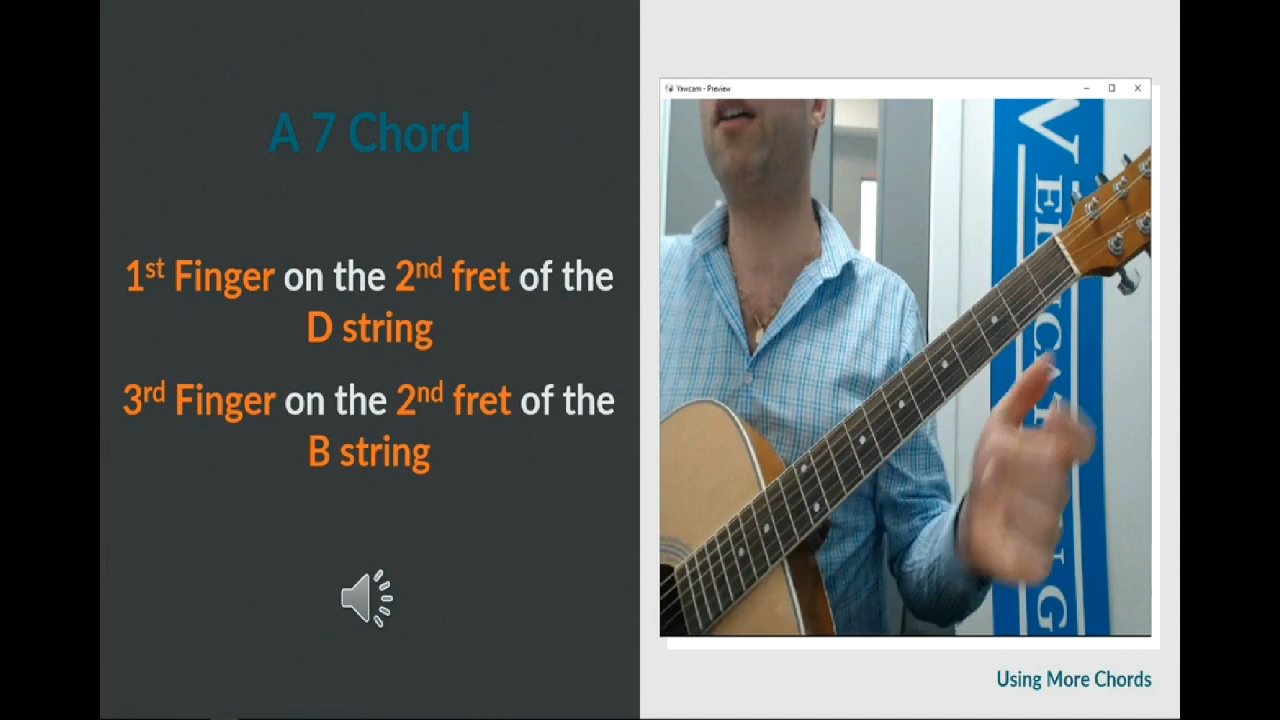 A 7 Chord
1st Finger on the 2nd fret of the
D string
3rd Finger on the 2nd fret of the
B string
Yawcam - Preview
Using More Chords